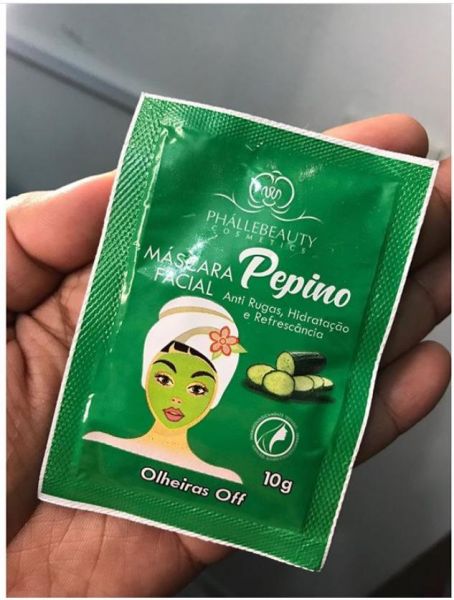 PHÁLLEBEAUTY
COSMETICS
MÁSCARA
FACIAL
Pepino
Anti Rugas, Hidratação
e Refrescância
Olheiras Off
10g